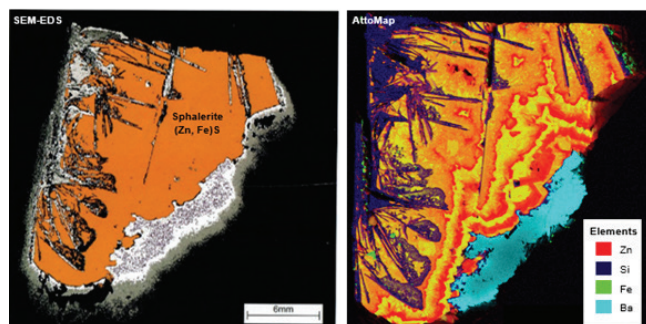 SEM-EDS
Sphalerite
(Zn, Fe)S
6mm
AttoMap
Elements
Zn
Si
Fe
Ba